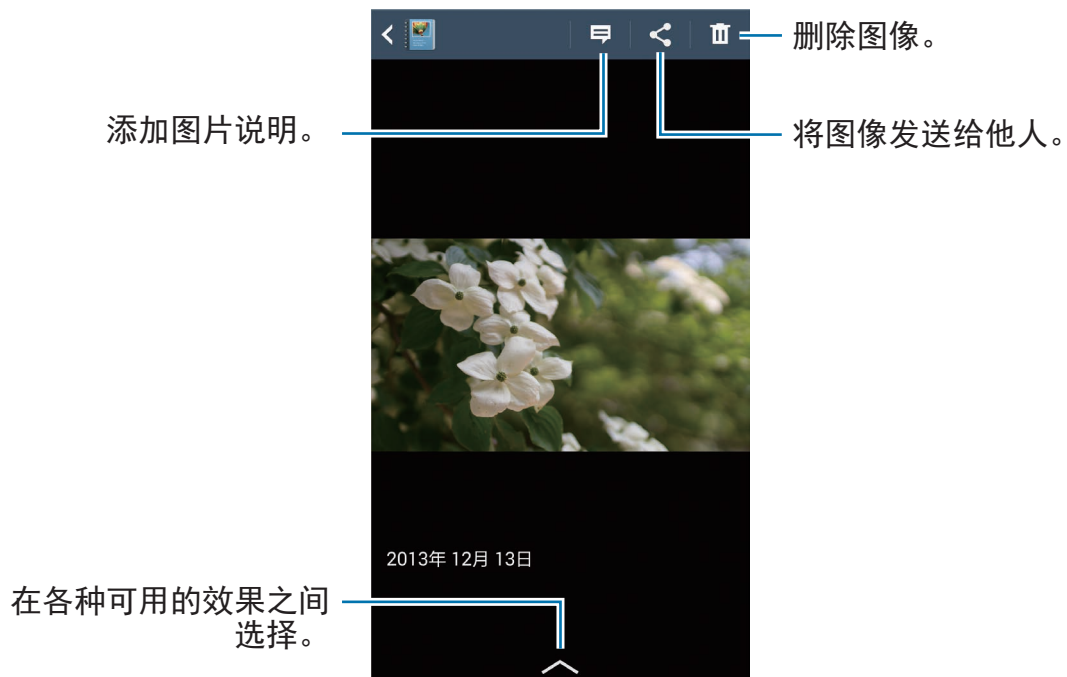 删除图像。
添加图片说明。
将图像发送给他人。
2013年 12月 13日
在各种可用的效果之间
选择。